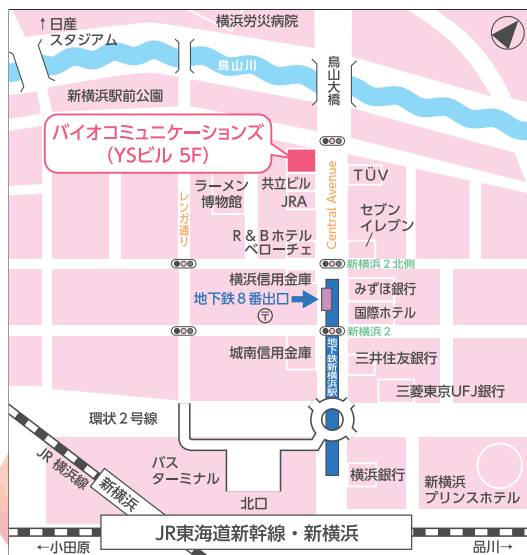 ↑日産
スタジアム
横浜労災病院
鳥山川
鳥山大橋
新横浜駅前公園
バイオコミュニケーションズ
(YSビル 5F)
ラーメン
博物館
共立ビル
JRA
TÜV
レンガ通り
Central Avenue
セブン
イレブン
R&Bホテル
ベローチェ
新横浜2北側
横浜信用金庫
みずほ銀行
地下鉄8番出口
国際ホテル
〒
新横浜2
城南信用金庫
地下鉄新横浜駅
三井住友銀行
三菱東京UFJ銀行
環状2号線
JR 横浜線
新横浜
バス
ターミナル
横浜銀行
新横浜
プリンスホテル
北口
JR東海道新幹線・新横浜
←小田原
品川→